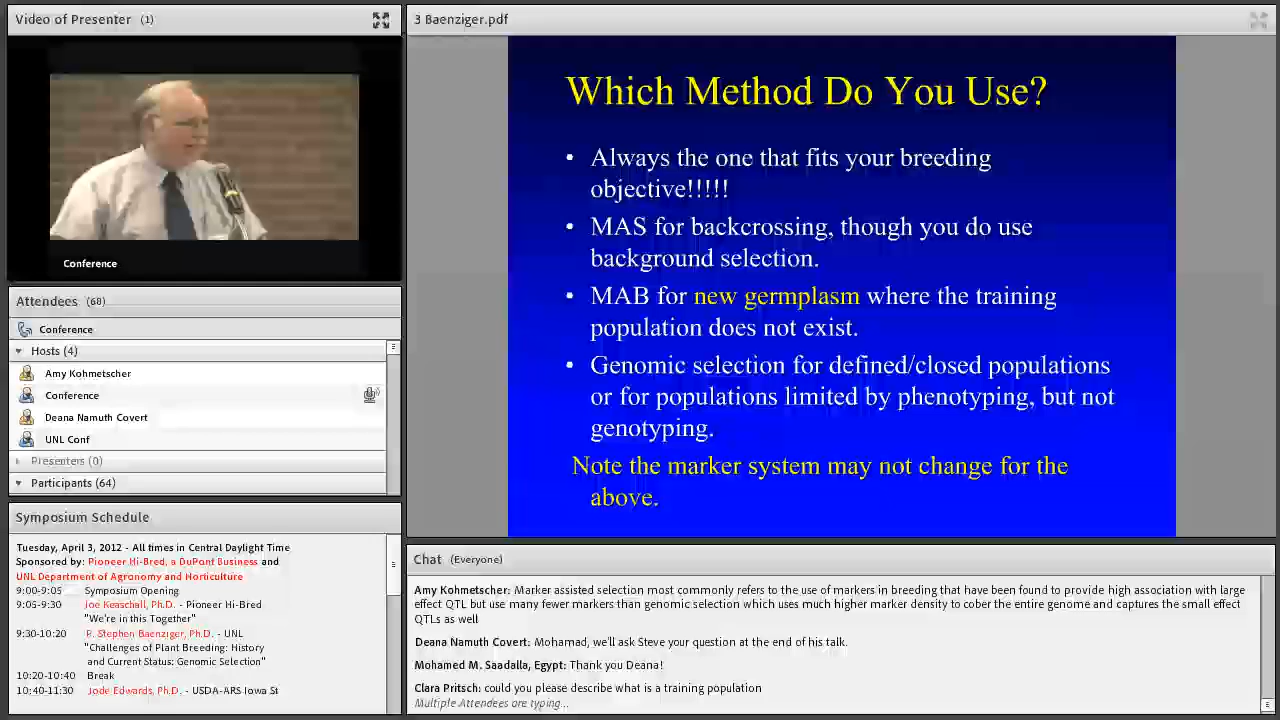 Video of Presenter (1)
Conference
Attendees (68)
Conference
Hosts (4)
Amy Kohmetscher
Conference
Deana Namuth Covert
UNL Conf
Presenters (0)
Participants (64)
Symposium Schedule
Tuesday, April 3, 2012 - All times in Central Daylight Time
Sponsored by: Pioneer Hi-Bred, a DuPont Business and
UNL Department of Agronomy and Horticulture
9:00-9:05 Symposium Opening
9:05-9:30 Joe Keaschall, Ph.D. - Pioneer Hi-Bred
"We're in this Together"
9:30-10:20 P. Stephen Baenziger, Ph.D. - UNL
"Challenges of Plant Breeding: History
and Current Status: Genomic Selection"
10:20-10:40 Break
10:40-11:30 Jode Edwards, Ph.D. - USDA-ARS Iowa St
3 Baenziger.pdf
Which Method Do You Use?
• Always the one that fits your breeding
objective!!!!!
• MAS for backcrossing, though you do use
background selection.
• MAB for new germplasm where the training
population does not exist.
• Genomic selection for defined/closed populations
or for populations limited by phenotyping, but not
genotyping.
Note the marker system may not change for the
above.
Chat (Everyone)
Amy Kohmetscher: Marker assisted selection most commonly refers to the use of markers in breeding that have been found to provide high association with large
effect QTL but use many fewer markers than genomic selection which uses much higher marker density to cober the entire genome and captures the small effect
QTLs as well
Deana Namuth Covert: Mohamad, we'll ask Steve your question at the end of his talk.
Mohamed M. Saadalla, Egypt: Thank you Deana!
Clara Pritsch: could you please describe what is a training population
Multiple Attendees are typing...